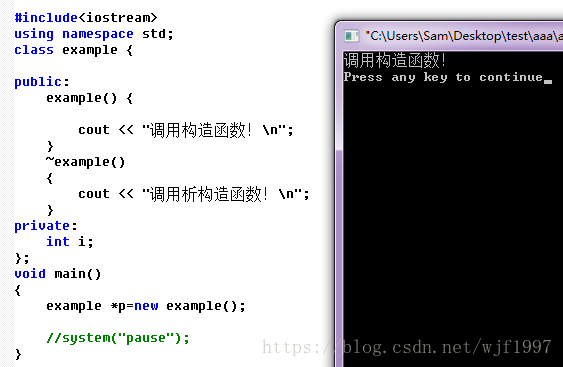 #include<iostream>
using namespace std;
class example {
public:
example() {
cout << "调用构造函数! \n";
}
~example()
{
cout << "调用析构造函数! \n";
}
private:
int i;
};
void main()
{
example *p=new example();
//system("pause");
}
"C:\Users\Sam\Desktop\test\aaa\a
调用构造函数!
Press any key to continue_
https://blog.csdn.net/wjf1997